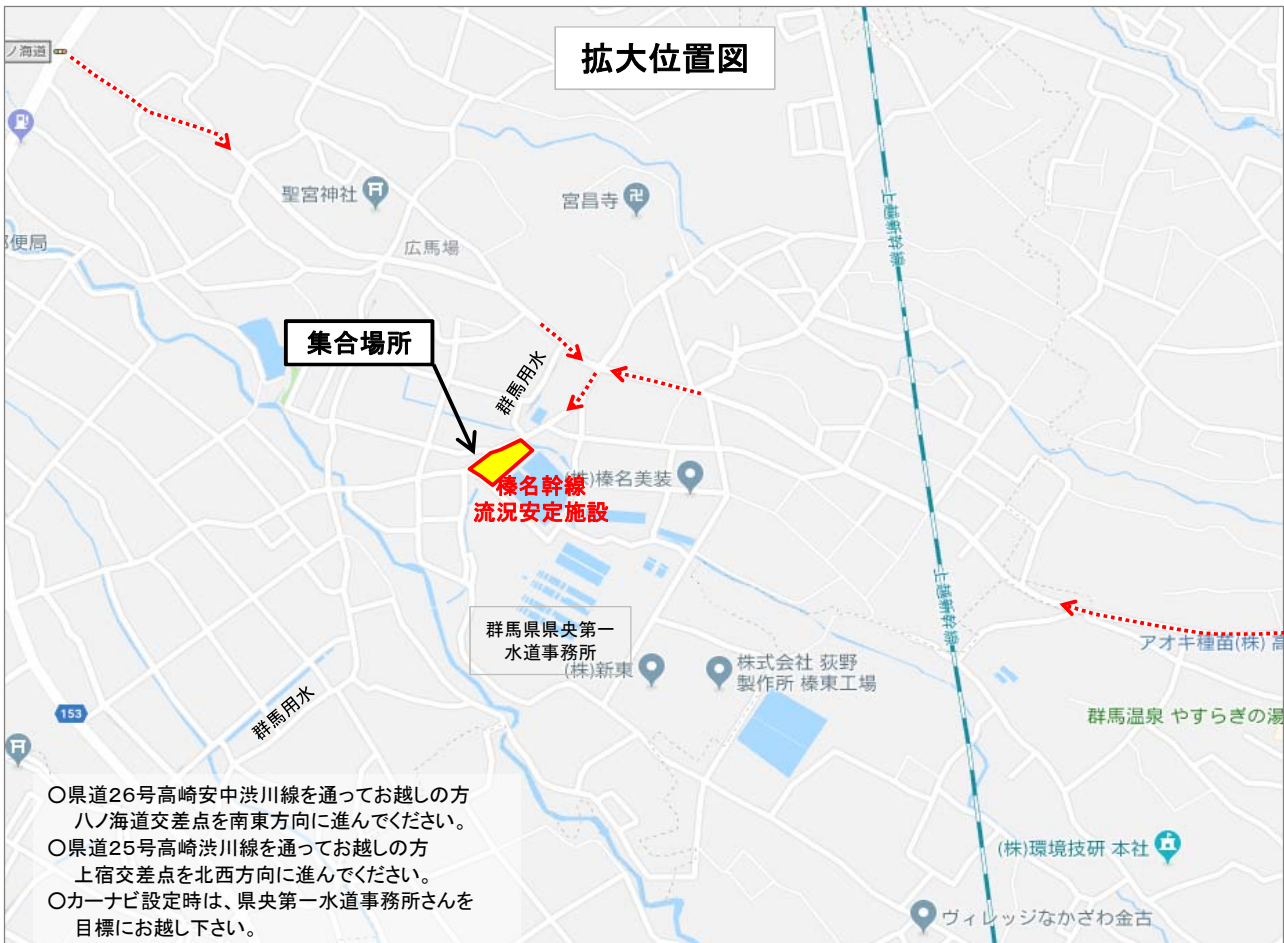 拡大位置図
ノ海道
聖宮神社
宮昌寺
上越新幹線
便局
広馬場
集合場所
群馬用水
(株)榛名美装
榛名幹線
流況安定施設
上越新幹線
群馬県県央第一
水道事務所
(株)新東
株式会社 荻野
製作所 榛東工場
アオキ種苗(株) 高
群馬用水
153
群馬温泉 やすらぎの湯
○県道26号高崎安中渋川線を通ってお越しの方
八ノ海道交差点を南東方向に進んでください。
○県道25号高崎渋川線を通ってお越しの方
上宿交差点を北西方向に進んでください。
○カーナビ設定時は、県央第一水道事務所さんを
目標にお越し下さい。
(株)環境技研 本社
ヴィレッジなかざわ金古